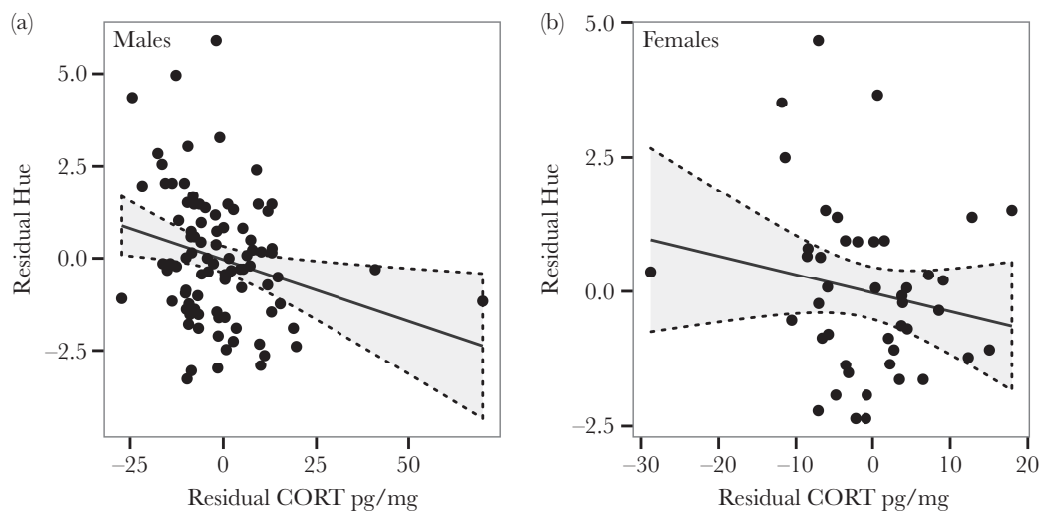 (a)
Males
5.0
2.5
0.0
–2.5
Residual Hue
–25 0 25 50
Residual CORT pg/mg
(b)
Females
5.0
2.5
0.0
–2.5
Residual Hue
–30 –20 –10 0 10 20
Residual CORT pg/mg